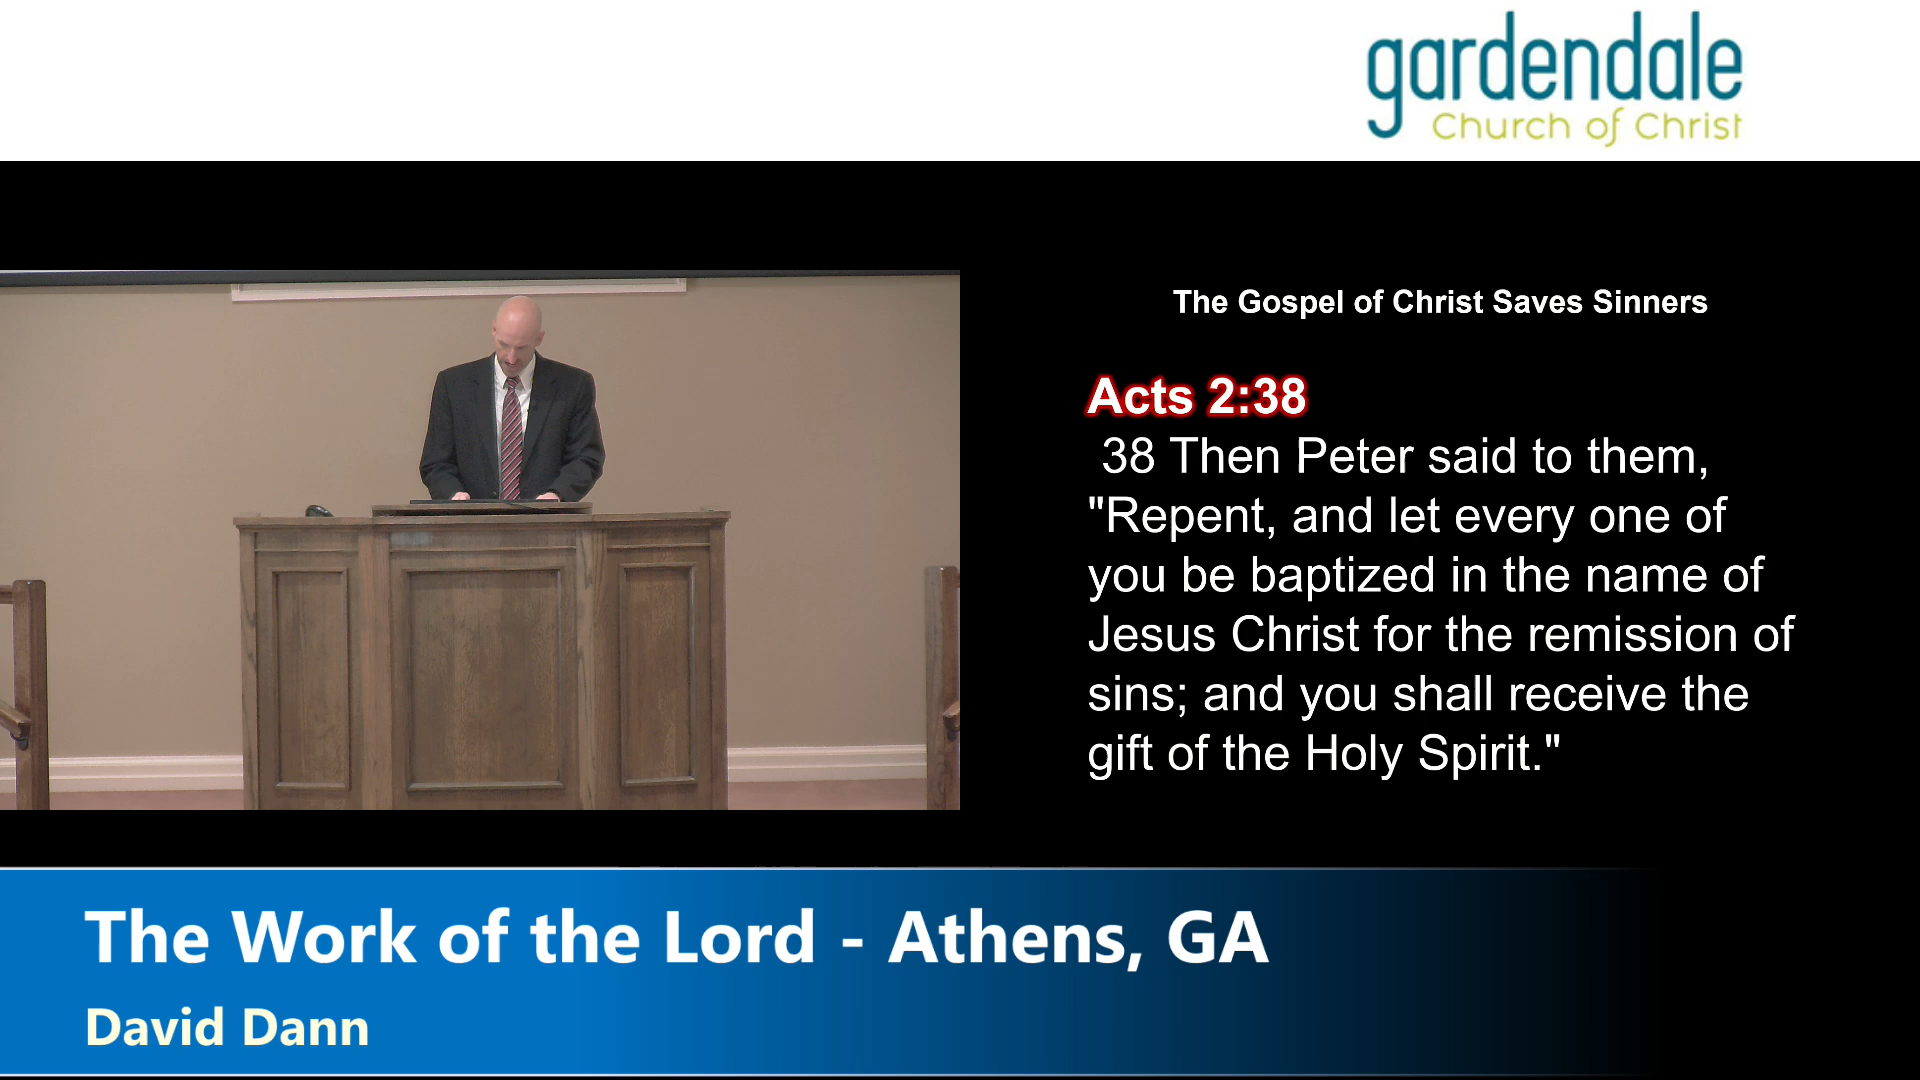 gardendale
Church of Christ
The Gospel of Christ Saves Sinners
Acts 2:38
38 Then Peter said to them,
"Repent, and let every one of
you be baptized in the name of
Jesus Christ for the remission of
sins; and you shall receive the
gift of the Holy Spirit."
The Work of the Lord - Athens, GA
David Dann